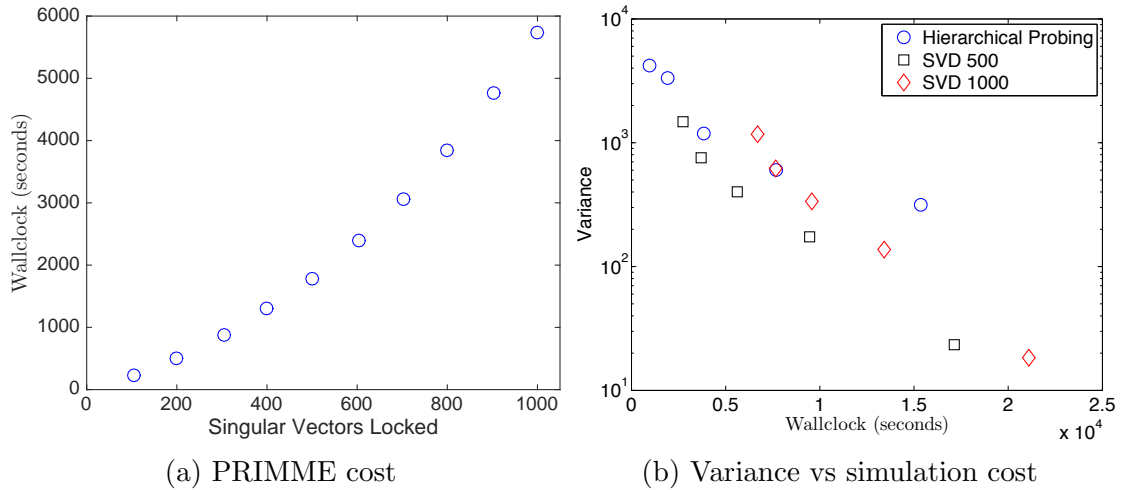 6000
5000
4000
3000
2000
1000
0
Wallclock (seconds)
0 200 400 600 800 1000
Singular Vectors Locked
(a) PRIMME cost
10^4
10^3
10^2
10^1
Variance
Hierarchical Probing
SVD 500
SVD 1000
0 0.5 1 1.5 2 2.5
Wallclock (seconds)
x 10^4
(b) Variance vs simulation cost